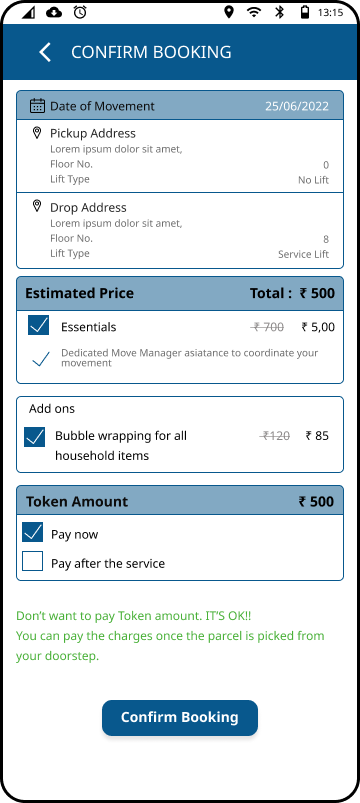 13:15
CONFIRM BOOKING
Date of Movement 25/06/2022
Pickup Address
Lorem ipsum dolor sit amet,
Floor No. 0
Lift Type No Lift
Drop Address
Lorem ipsum dolor sit amet,
Floor No. 8
Lift Type Service Lift
Estimated Price Total : ₹ 500
Essentials ₹ 700 ₹ 5,00
Dedicated Move Manager asiatance to coordinate your
movement
Add ons
Bubble wrapping for all ₹120 ₹ 85
household items
Token Amount ₹ 500
Pay now
Pay after the service
Don’t want to pay Token amount. IT’S OK!!
You can pay the charges once the parcel is picked from
your doorstep.
Confirm Booking